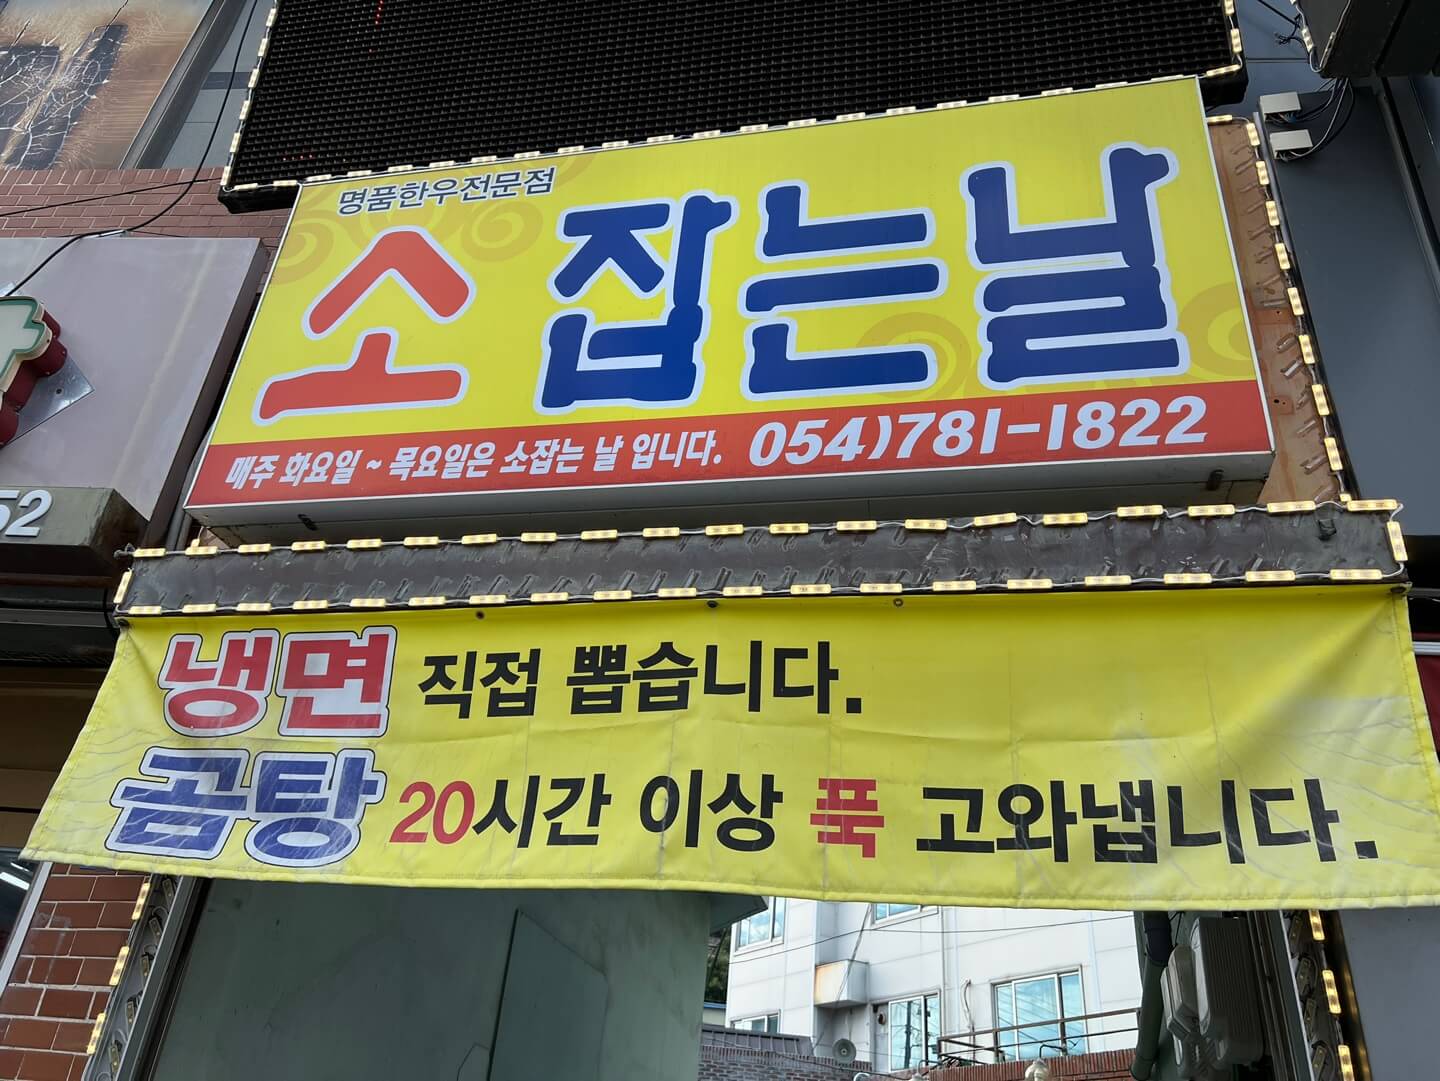 명품한우전문점
소 잡는날
매주 화요일 ~ 목요일은 소잡는 날 입니다. 054)781-1822
52
냉면 직접 뽑습니다.
곰탕 20시간 이상 푹 고와냅니다.